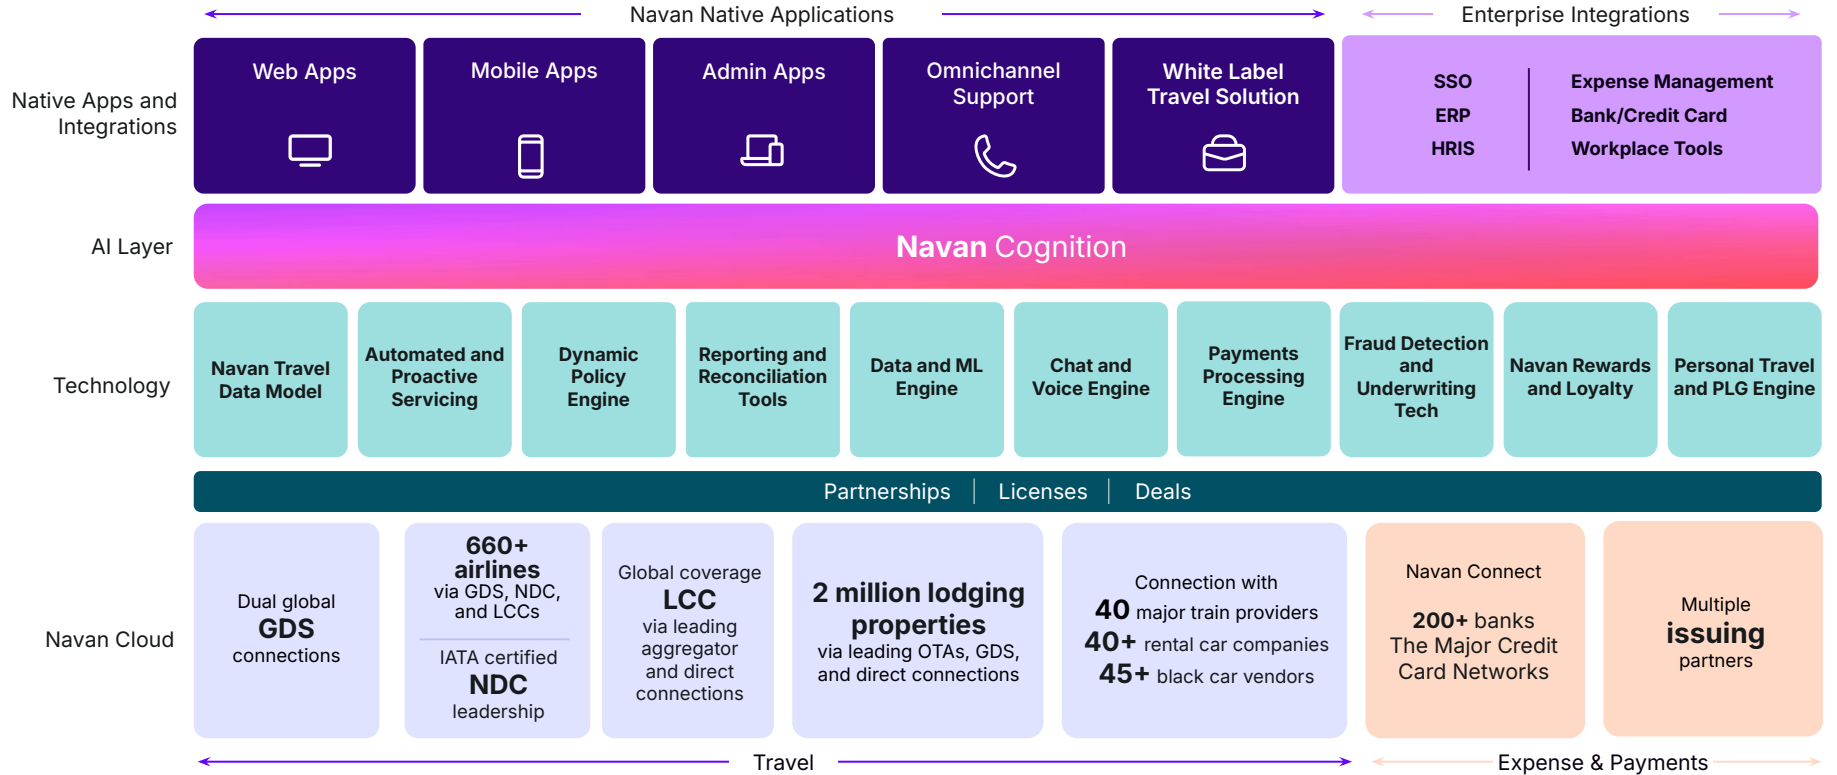 Navan Native Applications
Enterprise Integrations
Native Apps and
Integrations
Web Apps
Mobile Apps
Admin Apps
Omnichannel
Support
White Label
Travel Solution
SSO
ERP
HRIS
Expense Management
Bank/Credit Card
Workplace Tools
AI Layer
Navan Cognition
Technology
Navan Travel
Data Model
Automated and
Proactive
Servicing
Dynamic
Policy
Engine
Reporting and
Reconciliation
Tools
Data and ML
Engine
Chat and
Voice Engine
Payments
Processing
Engine
Fraud Detection
and
Underwriting
Tech
Navan Rewards
and Loyalty
Personal Travel
and PLG Engine
Partnerships | Licenses | Deals
Navan Cloud
Dual global
GDS
connections
660+
airlines
via GDS, NDC,
and LCCs
IATA certified
NDC
leadership
Global coverage
LCC
via leading
aggregator
and direct
connections
2 million lodging
properties
via leading OTAs, GDS,
and direct connections
Connection with
40 major train providers
40+ rental car companies
45+ black car vendors
Navan Connect
200+ banks
The Major Credit
Card Networks
Multiple
issuing
partners
Travel
Expense & Payments